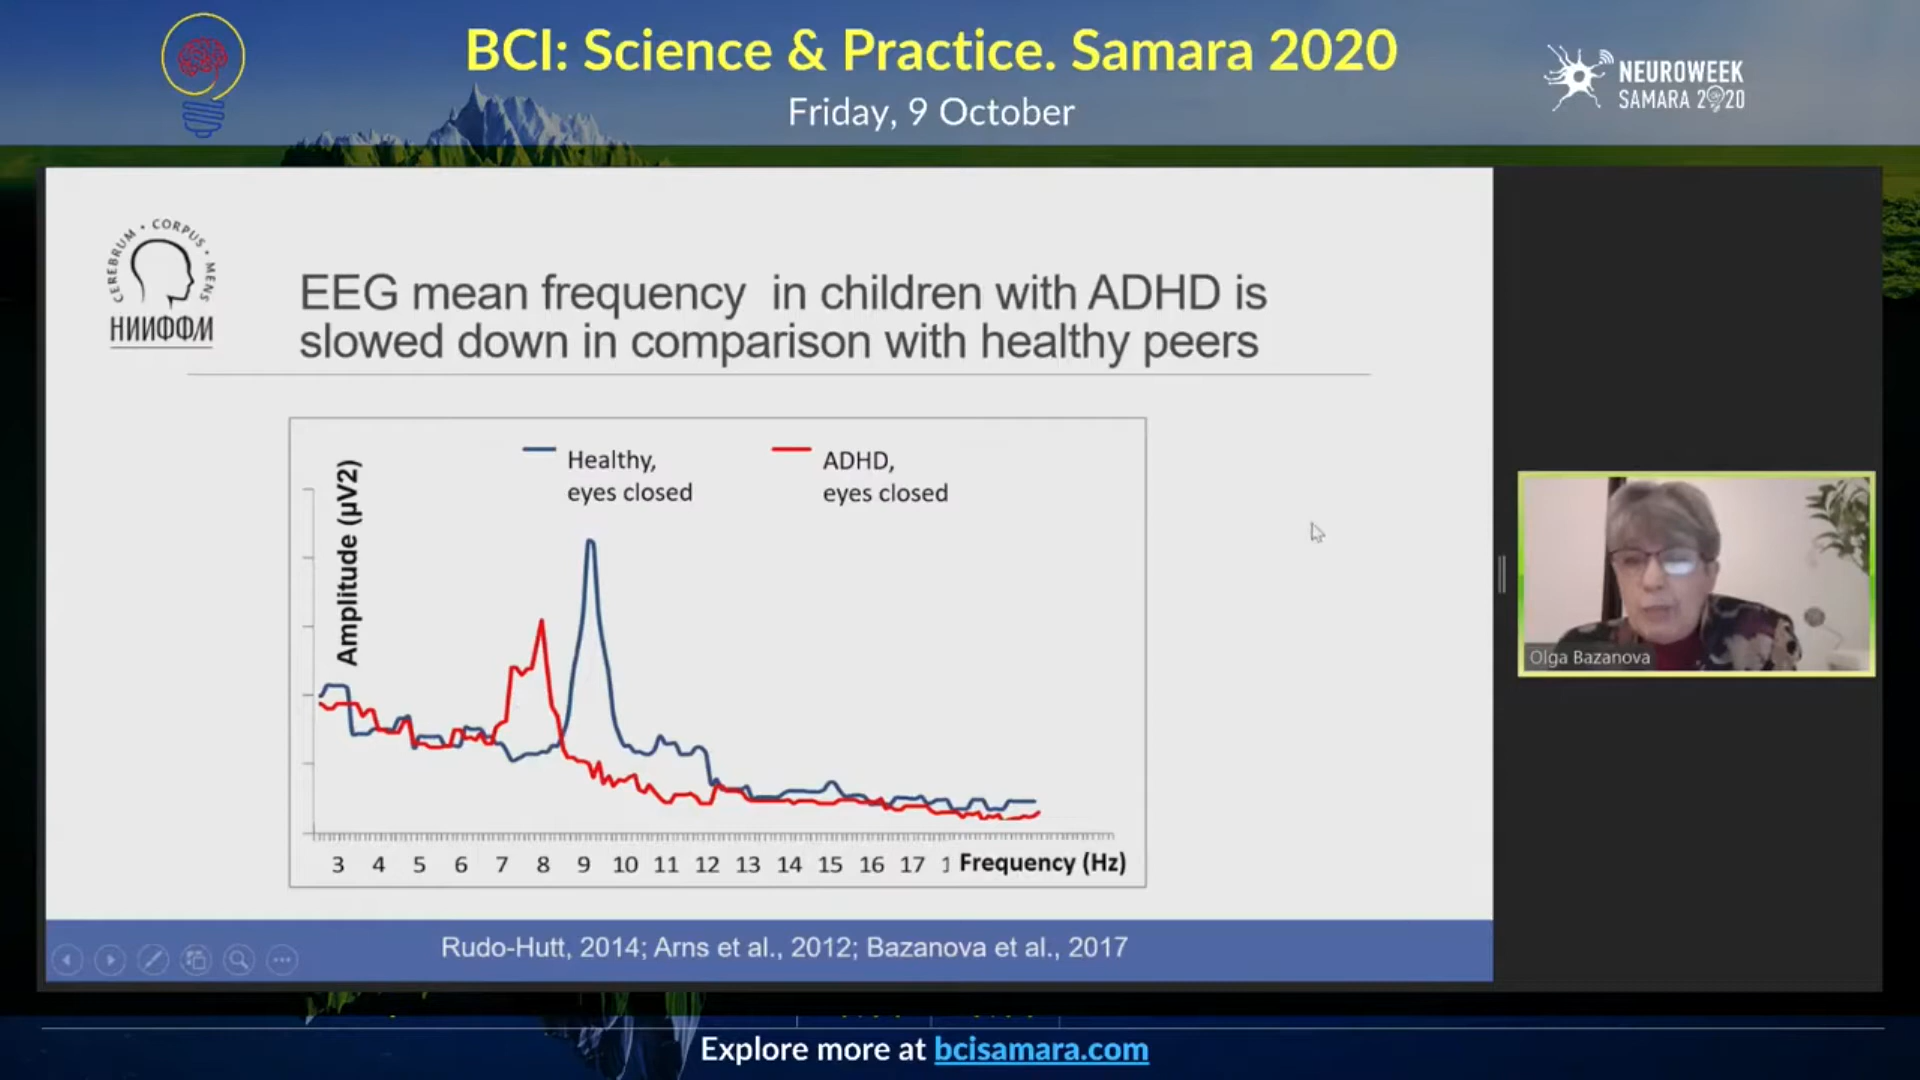 BCI: Science & Practice. Samara 2020
Friday, 9 October
NEUROWEEK
SAMARA 2020
CEREBRUM · CORPUS · MENS
НИИФФМ
EEG mean frequency in children with ADHD is
slowed down in comparison with healthy peers
Healthy,
eyes closed
ADHD,
eyes closed
Amplitude (μV2)
3 4 5 6 7 8 9 10 11 12 13 14 15 16 17 1 Frequency (Hz)
Olga Bazanova
Rudo-Hutt, 2014; Arns et al., 2012; Bazanova et al., 2017
Explore more at bcisamara.com